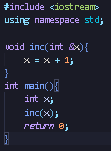 #include <iostream>
using namespace std;

void inc(int &x){
    x = x + 1;
}
int main(){
    int x;
    inc(x);
    return 0;
}